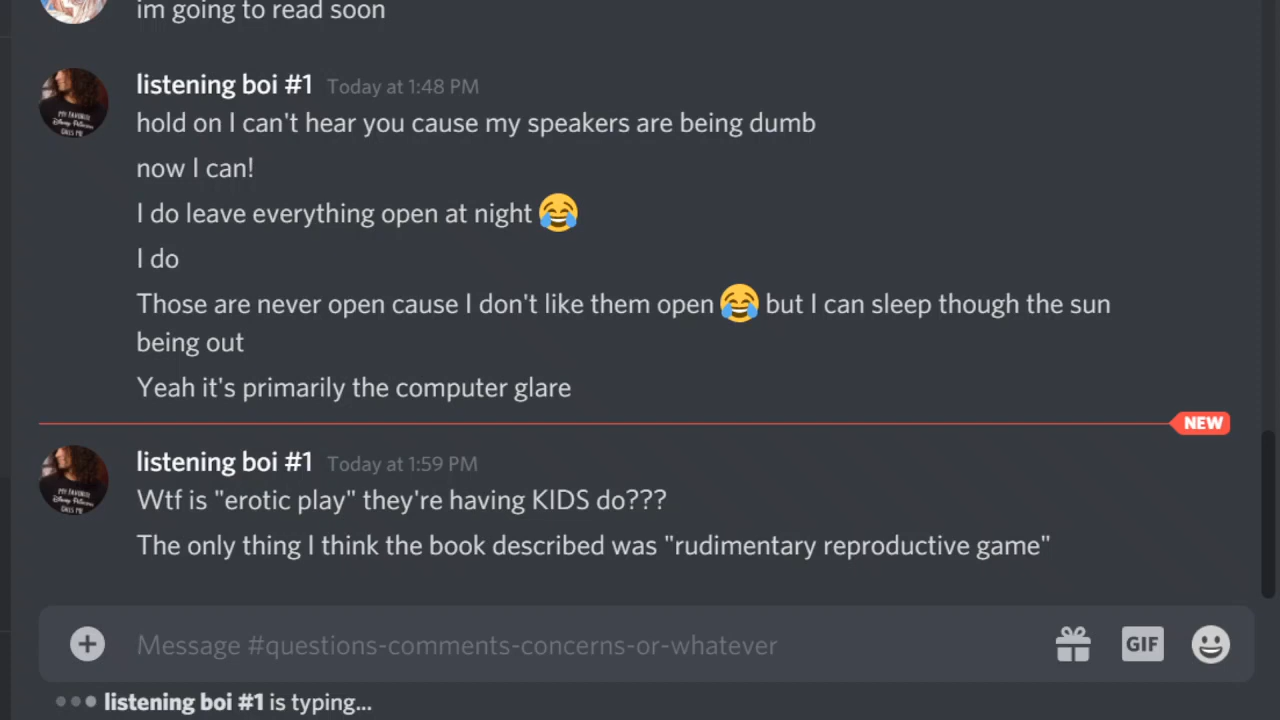 im going to read soon
listening boi #1 Today at 1:48 PM
hold on I can't hear you cause my speakers are being dumb
now I can!
I do leave everything open at night 😂
I do
Those are never open cause I don't like them open 😂 but I can sleep though the sun
being out
Yeah it's primarily the computer glare
NEW
listening boi #1 Today at 1:59 PM
Wtf is "erotic play" they're having KIDS do???
The only thing I think the book described was "rudimentary reproductive game"
Message #questions-comments-concerns-or-whatever
GIF
listening boi #1 is typing...